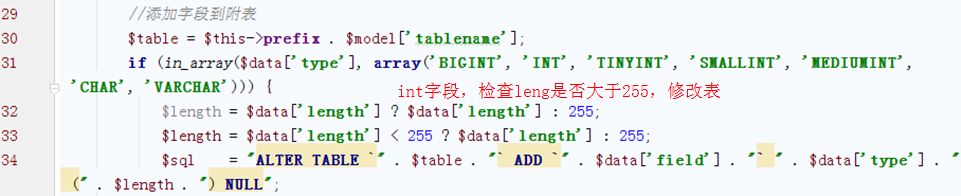 29 //添加字段到附表
30 $table = $this->prefix . $model['tablename'];
31 if (in_array($data['type'], array('BIGINT', 'INT', 'TINYINT', 'SMALLINT', 'MEDIUMINT',
'CHAR', 'VARCHAR'))) {
int字段，检查leng是否大于255，修改表
32 $length = $data['length'] ? $data['length'] : 255;
33 $length = $data['length'] < 255 ? $data['length'] : 255;
34 $sql = "ALTER TABLE `" . $table . "` ADD `" . $data['field'] . "` " . $data['type'] . "
(" . $length . ") NULL";